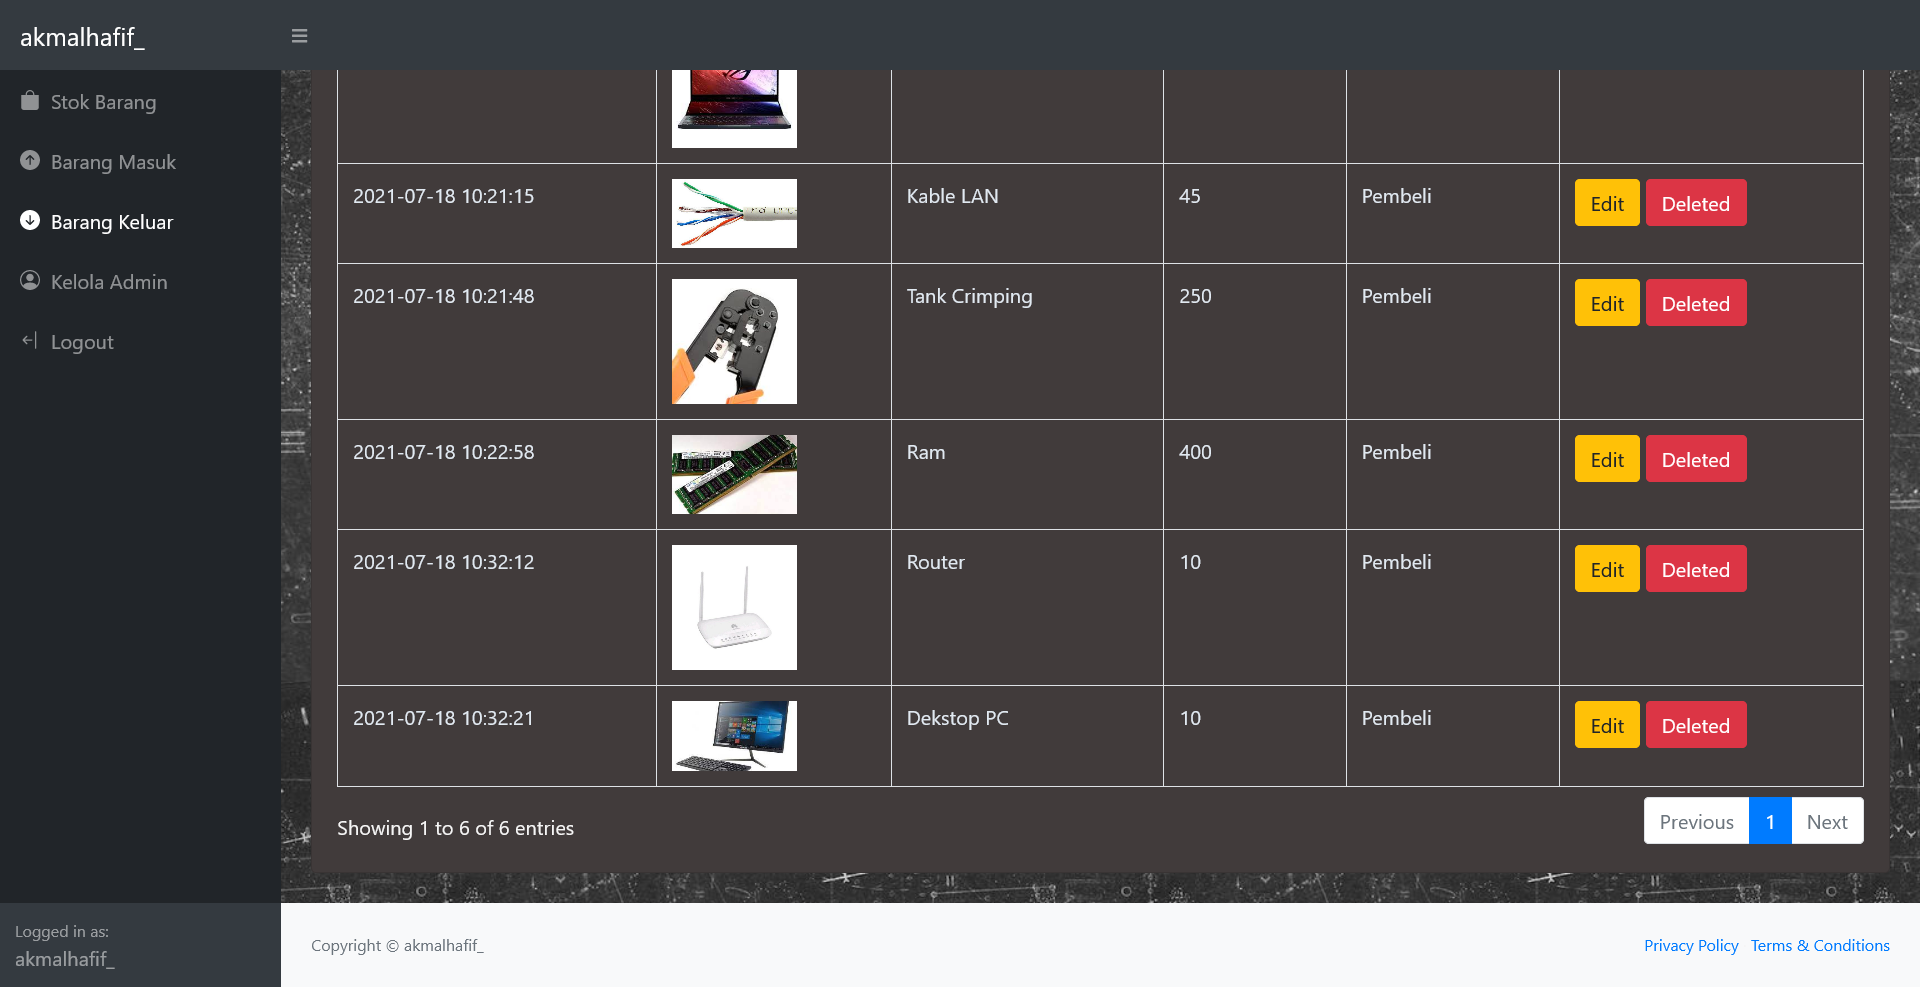 akmalhafif_
Stok Barang
Barang Masuk
Barang Keluar
Kelola Admin
Logout
2021-07-18 10:21:15 Kable LAN 45 Pembeli Edit Deleted
2021-07-18 10:21:48 Tank Crimping 250 Pembeli Edit Deleted
2021-07-18 10:22:58 Ram 400 Pembeli Edit Deleted
2021-07-18 10:32:12 Router 10 Pembeli Edit Deleted
2021-07-18 10:32:21 Dekstop PC 10 Pembeli Edit Deleted
Showing 1 to 6 of 6 entries
Previous 1 Next
Logged in as:
akmalhafif_
Copyright © akmalhafif_
Privacy Policy Terms & Conditions